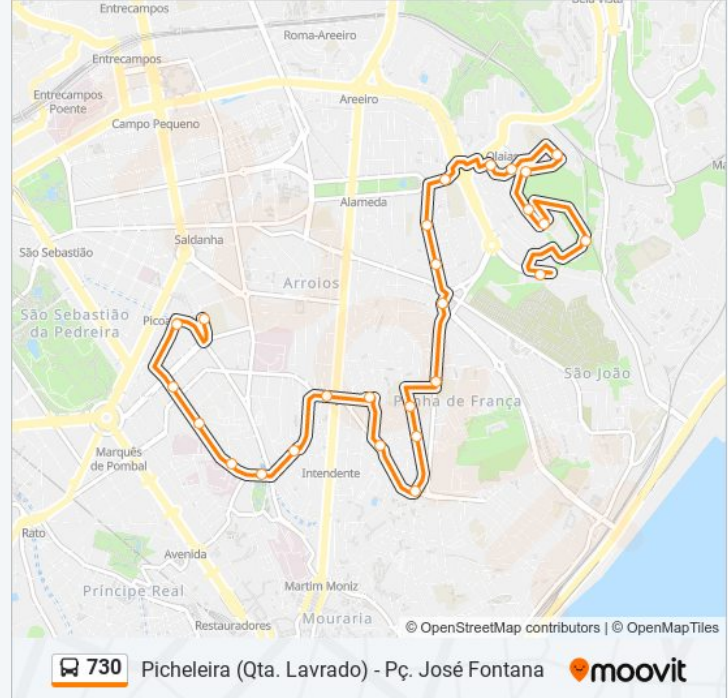 Entrecampos
Bela Vista
Roma-Areeiro
Entrecampos
Entrecampos
Poente
Areeiro
Campo Pequeno
Olaias
Alameda
Saldanha
São Sebastião
Arroios
São Sebastião
da Pedreira
Picoas
São João
Penha de França
Marquês
de Pombal
Intendente
Rato
Avenida
Martim Moniz
Príncipe Real
Mouraria
Restauradores
© OpenStreetMap contributors | © OpenMapTiles
730 Picheleira (Qta. Lavrado) - Pç. José Fontana
moovit